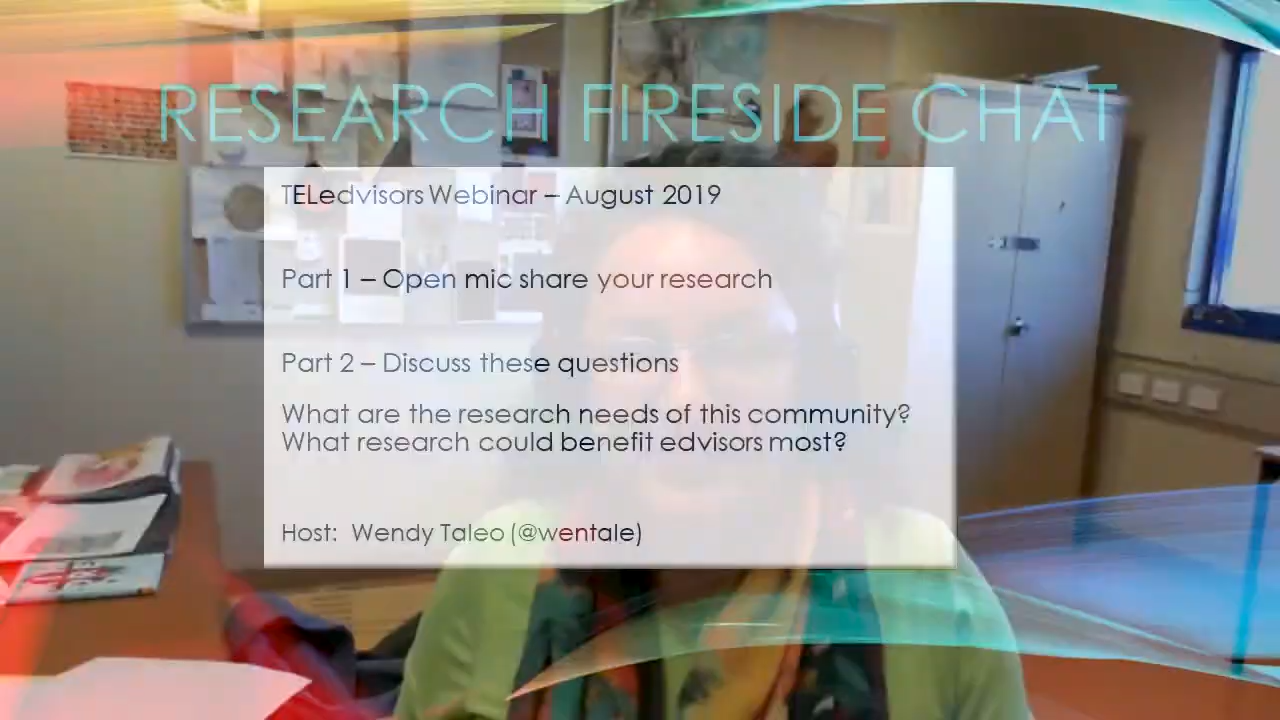 RESEARCH FIRESIDE CHAT
TELedvisors Webinar – August 2019
Part 1 – Open mic share your research
Part 2 – Discuss these questions
What are the research needs of this community?
What research could benefit edvisors most?
Host: Wendy Taleo (@wentale)